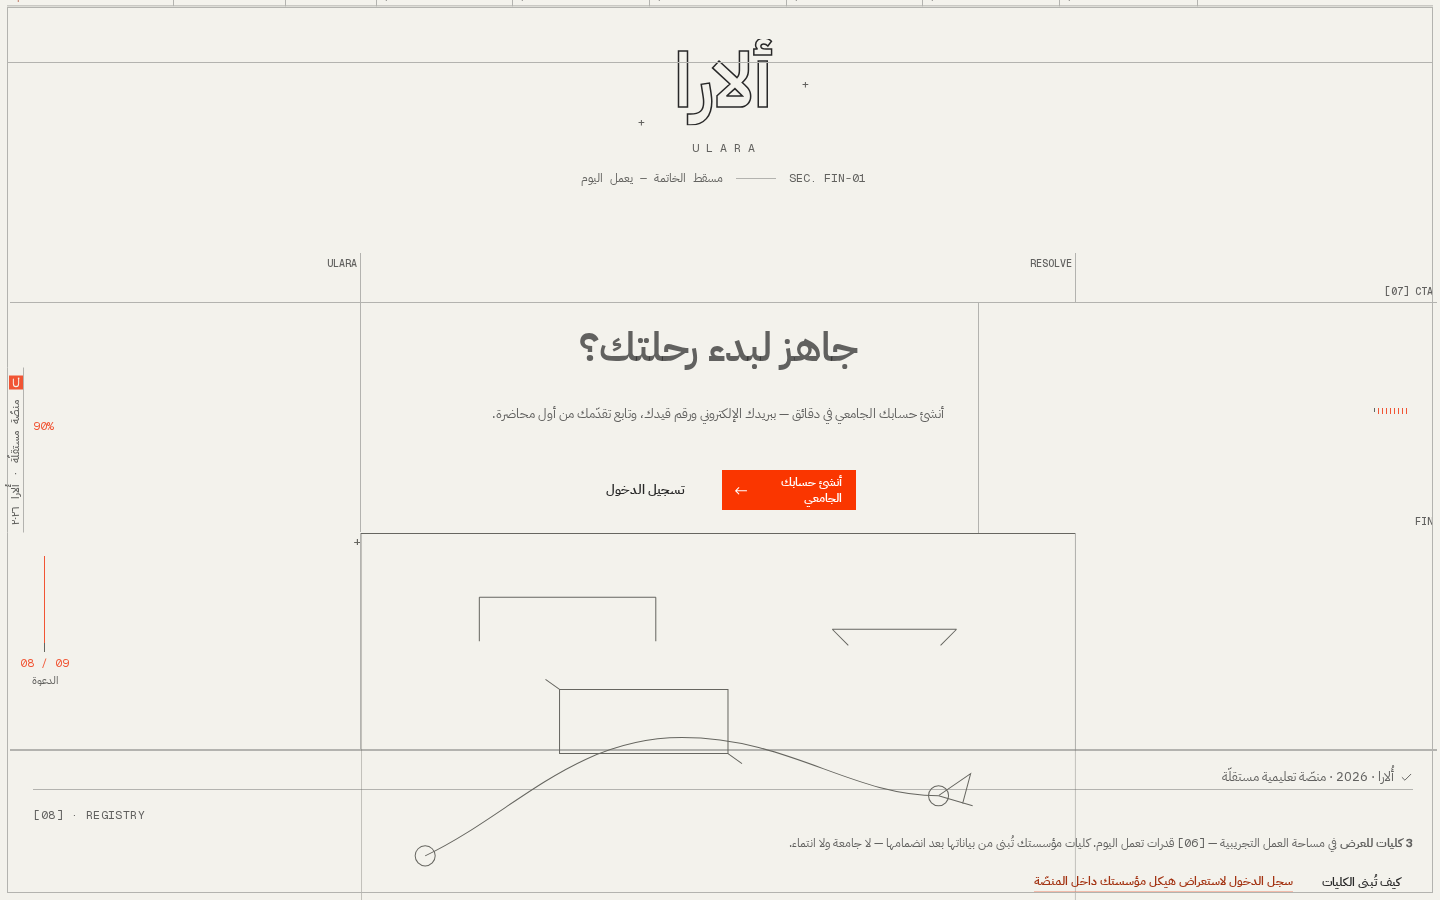 ألارا
ULARA
SEC. FIN-01 مسقط الخاتمة — يعمل اليوم
ULARA
RESOLVE
[07] CTA
جاهز لبدء رحلتك؟
أنشئ حسابك الجامعي في دقائق — ببريدك الإلكتروني ورقم قيدك، وتابع تقدّمك من أول محاضرة.
أنشئ حسابك
الجامعي ←
تسجيل الدخول
U
منصّة مستقلّة · ألارا ٢٠٢٦
90%
FIN
08 / 09
الدعوة
ألارا · 2026 · منصّة تعليمية مستقلّة
[08] · REGISTRY
3 كليات للعرض في مساحة العمل التجريبية — [06] قدرات تعمل اليوم. كليات مؤسستك تُبنى من بياناتها بعد انضمامها — لا جامعة ولا انتماء.
كيف تُبنى الكليات
سجل الدخول لاستعراض هيكل مؤسستك داخل المنصّة